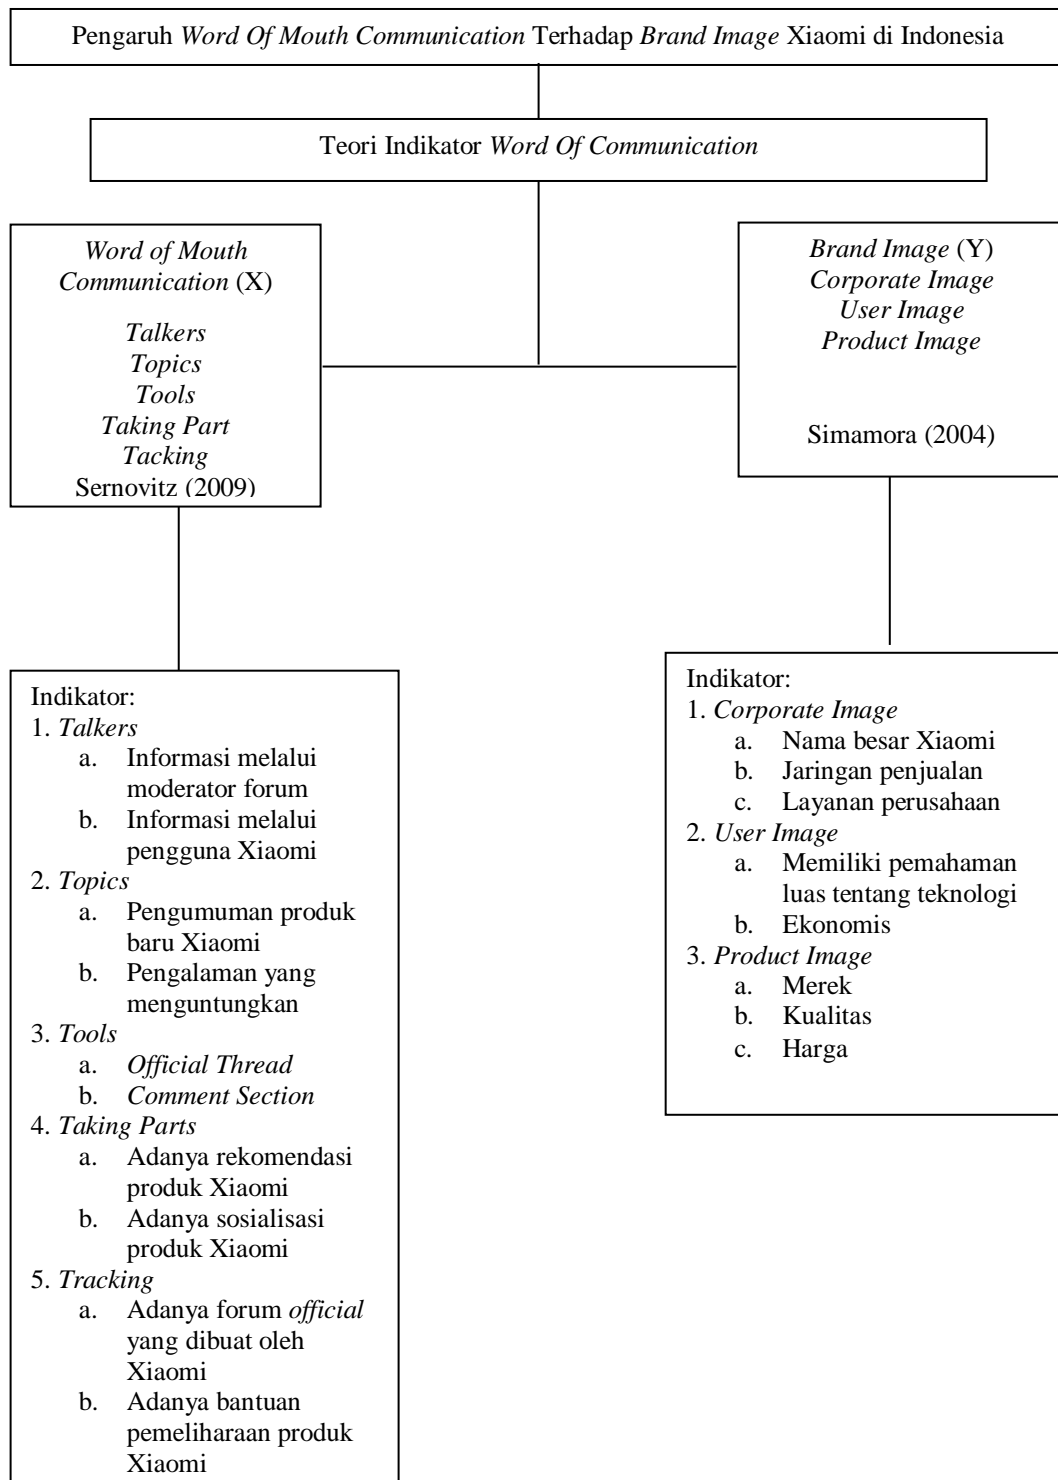 Pengaruh Word Of Mouth Communication Terhadap Brand Image Xiaomi di Indonesia
Teori Indikator Word Of Communication
Word of Mouth
Communication (X)
Talkers
Topics
Tools
Taking Part
Tacking
Sernovitz (2009)
Brand Image (Y)
Corporate Image
User Image
Product Image
Simamora (2004)
Indikator:
1. Talkers
a. Informasi melalui
moderator forum
b. Informasi melalui
pengguna Xiaomi
2. Topics
a. Pengumuman produk
baru Xiaomi
b. Pengalaman yang
menguntungkan
3. Tools
a. Official Thread
b. Comment Section
4. Taking Parts
a. Adanya rekomendasi
produk Xiaomi
b. Adanya sosialisasi
produk Xiaomi
5. Tracking
a. Adanya forum official
yang dibuat oleh
Xiaomi
b. Adanya bantuan
pemeliharaan produk
Xiaomi
Indikator:
1. Corporate Image
a. Nama besar Xiaomi
b. Jaringan penjualan
c. Layanan perusahaan
2. User Image
a. Memiliki pemahaman
luas tentang teknologi
b. Ekonomis
3. Product Image
a. Merek
b. Kualitas
c. Harga